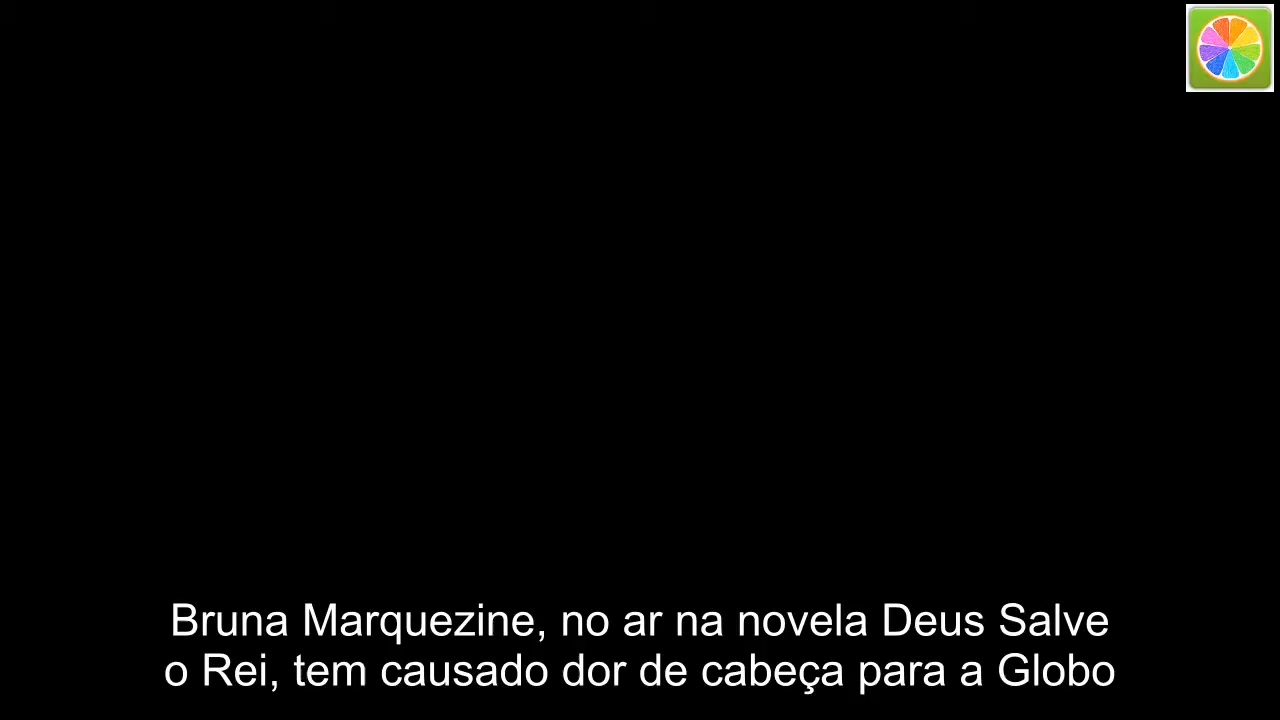 Bruna Marquezine, no ar na novela Deus Salve
o Rei, tem causado dor de cabeça para a Globo